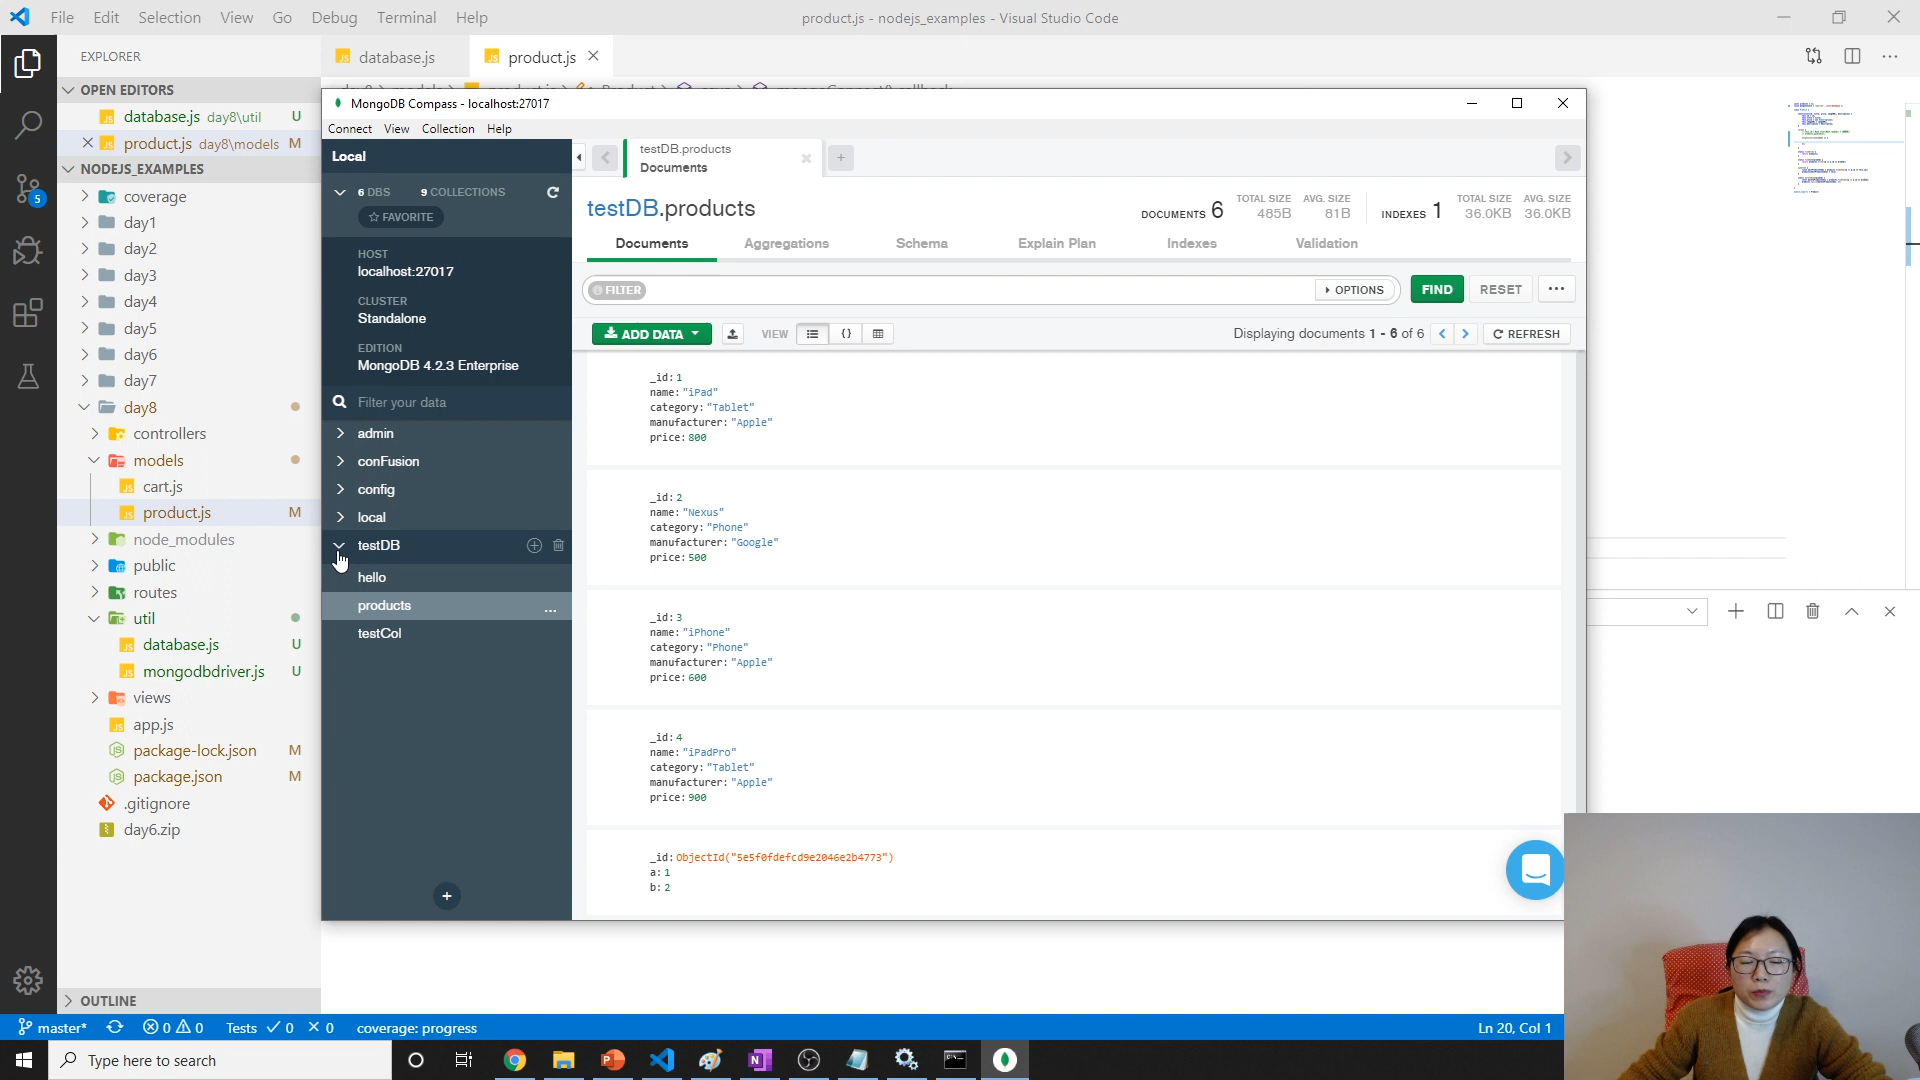 File Edit Selection View Go Debug Terminal Help
product.js - nodejs_examples - Visual Studio Code
EXPLORER
database.js
product.js
OPEN EDITORS
database.js day8\util U
product.js day8\models M
NODEJS_EXAMPLES
coverage
day1
day2
day3
day4
day5
day6
day7
day8
controllers
models
cart.js
product.js M
node_modules
public
routes
util
database.js U
mongodbdriver.js U
views
app.js
package-lock.json M
package.json M
.gitignore
day6.zip
OUTLINE
5
MongoDB Compass - localhost:27017
Connect View Collection Help
Local
6 DBS 9 COLLECTIONS
FAVORITE
HOST
localhost:27017
CLUSTER
Standalone
EDITION
MongoDB 4.2.3 Enterprise
Filter your data
admin
conFusion
config
local
testDB
hello
products ...
testCol
testDB.products
Documents
testDB.products
DOCUMENTS 6
TOTAL SIZE 485B
AVG. SIZE 81B
INDEXES 1
TOTAL SIZE 36.0KB
AVG. SIZE 36.0KB
Documents Aggregations Schema Explain Plan Indexes Validation
FILTER
OPTIONS
FIND
RESET
ADD DATA
VIEW
Displaying documents 1 - 6 of 6
REFRESH
_id: 1
name: "iPad"
category: "Tablet"
manufacturer: "Apple"
price: 800
_id: 2
name: "Nexus"
category: "Phone"
manufacturer: "Google"
price: 500
_id: 3
name: "iPhone"
category: "Phone"
manufacturer: "Apple"
price: 600
_id: 4
name: "iPadPro"
category: "Tablet"
manufacturer: "Apple"
price: 900
_id: ObjectId("5e5f0fdefcd9e2046e2b4773")
a: 1
b: 2
master* 0 0 Tests 0 0 coverage: progress
Ln 20, Col 1
Type here to search